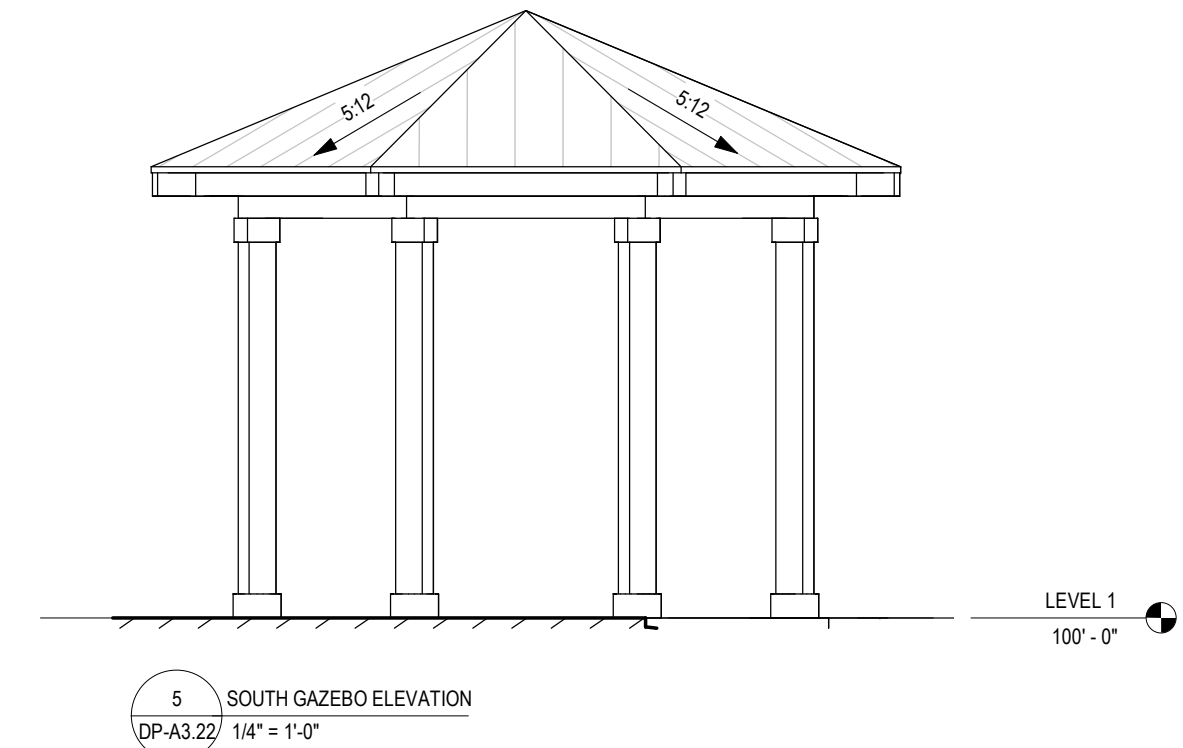 5:12
5:12
LEVEL 1
100' - 0"
5
SOUTH GAZEBO ELEVATION
DP-A3.22
1/4" = 1'-0"